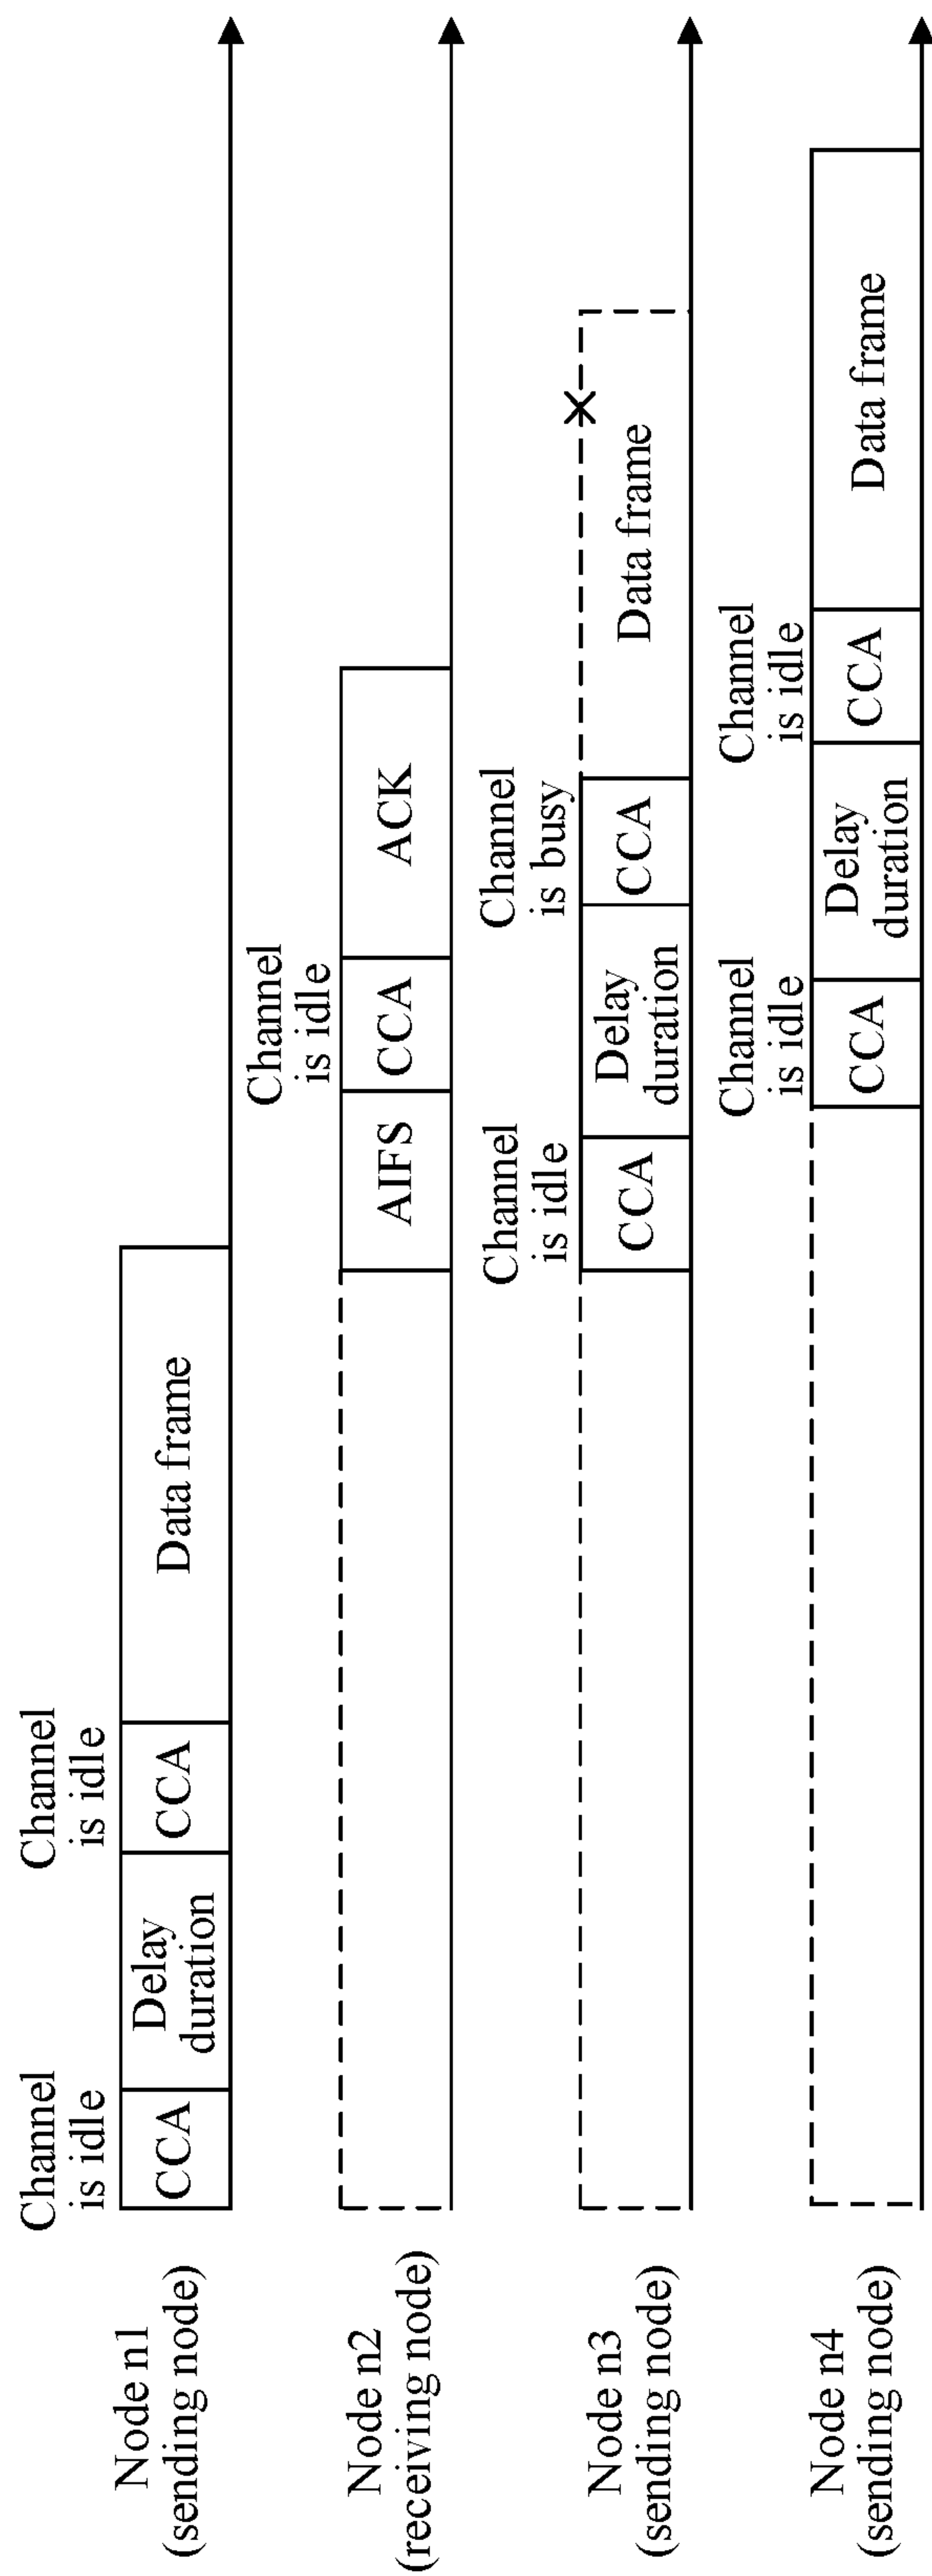 Node n1
(sending node)
Channel
is idle
CCA
Delay
duration
Channel
is idle
CCA
Data frame
Node n2
(receiving node)
AIFS
Channel
is idle
CCA
ACK
Node n3
(sending node)
Channel
is idle
CCA
Delay
duration
Channel
is busy
CCA
Data frame
Node n4
(sending node)
Channel
is idle
CCA
Delay
duration
Channel
is idle
CCA
Data frame